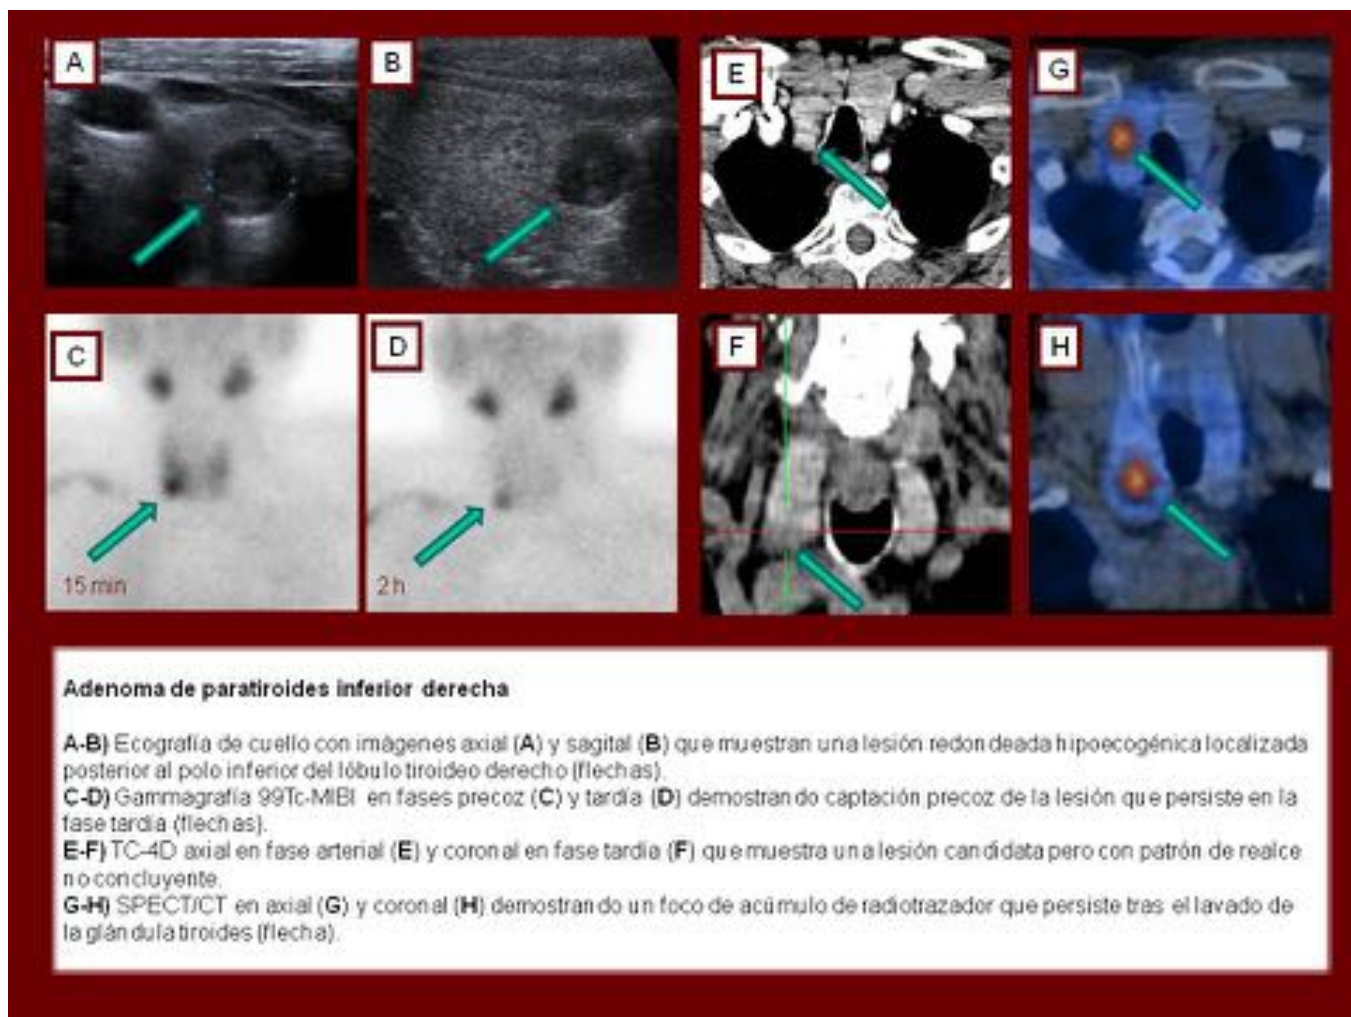 A
B
E
G
C
D
F
H
15 min
2 h
Adenoma de paratiroides inferior derecha
A-B) Ecografía de cuello con imágenes axial (A) y sagital (B) que muestran una lesión redondeada hipoecogénica localizada
posterior al polo inferior del lóbulo tiroideo derecho (flechas).
C-D) Gammagrafía 99Tc-MIBI en fases precoz (C) y tardía (D) demostrando captación precoz de la lesión que persiste en la
fase tardía (flechas).
E-F) TC-4D axial en fase arterial (E) y coronal en fase tardía (F) que muestra una lesión candidata pero con patrón de realce
no concluyente.
G-H) SPECT/CT en axial (G) y coronal (H) demostrando un foco de acúmulo de radiotrazador que persiste tras el lavado de
la glándula tiroides (flecha).